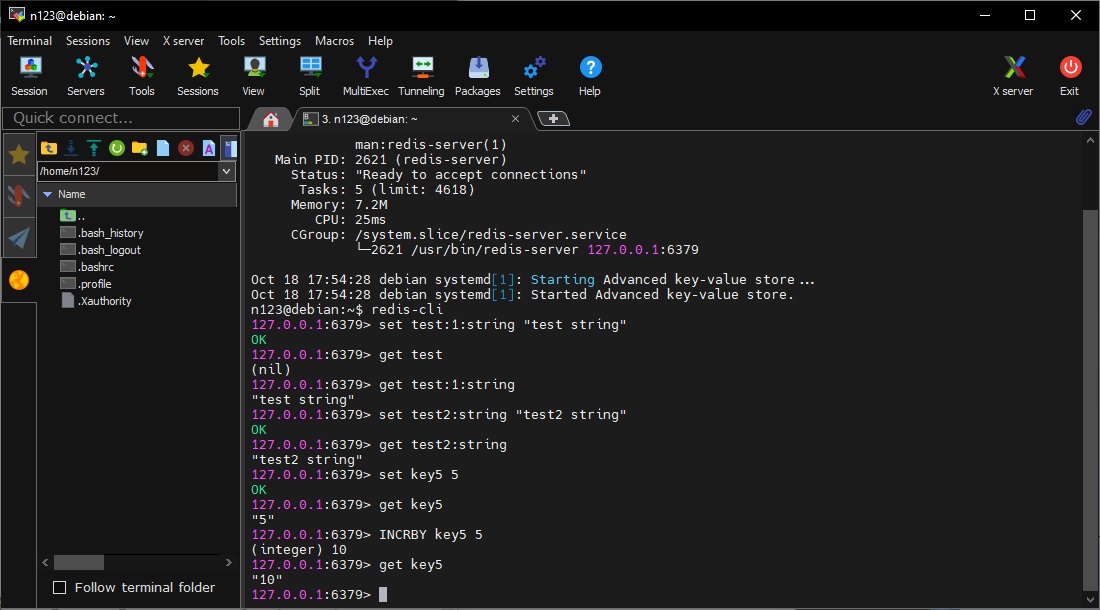 n123@debian: ~
Terminal Sessions View X server Tools Settings Macros Help
Session Servers Tools Sessions View Split MultiExec Tunneling Packages Settings Help X server Exit
Quick connect...
3. n123@debian: ~
/home/n123/
Name
..
.bash_history
.bash_logout
.bashrc
.profile
.Xauthority
Follow terminal folder
man:redis-server(1)
Main PID: 2621 (redis-server)
Status: "Ready to accept connections"
Tasks: 5 (limit: 4618)
Memory: 7.2M
CPU: 25ms
CGroup: /system.slice/redis-server.service
└─2621 /usr/bin/redis-server 127.0.0.1:6379
Oct 18 17:54:28 debian systemd[1]: Starting Advanced key-value store...
Oct 18 17:54:28 debian systemd[1]: Started Advanced key-value store.
n123@debian:~$ redis-cli
127.0.0.1:6379> set test:1:string "test string"
OK
127.0.0.1:6379> get test
(nil)
127.0.0.1:6379> get test:1:string
"test string"
127.0.0.1:6379> set test2:string "test2 string"
OK
127.0.0.1:6379> get test2:string
"test2 string"
127.0.0.1:6379> set key5 5
OK
127.0.0.1:6379> get key5
"5"
127.0.0.1:6379> INCRBY key5 5
(integer) 10
127.0.0.1:6379> get key5
"10"
127.0.0.1:6379>